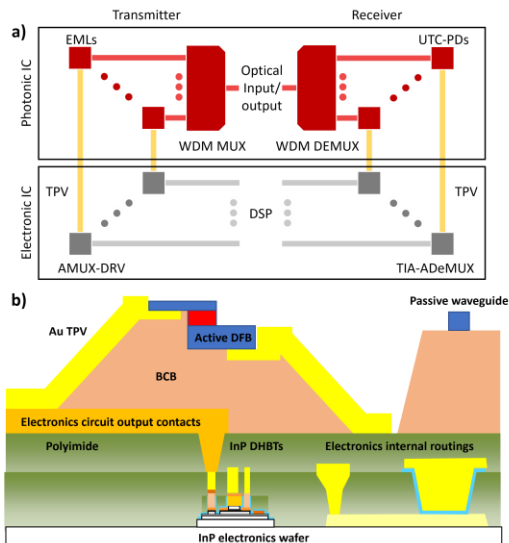 a)
Transmitter
Receiver
EMLs
UTC-PDs
Photonic IC
Optical
Input/
output
WDM MUX
WDM DEMUX
Electronic IC
TPV
DSP
TPV
AMUX-DRV
TIA-ADeMUX
b)
Passive waveguide
Au TPV
Active DFB
BCB
Electronics circuit output contacts
Polyimide
InP DHBTs
Electronics internal routings
InP electronics wafer